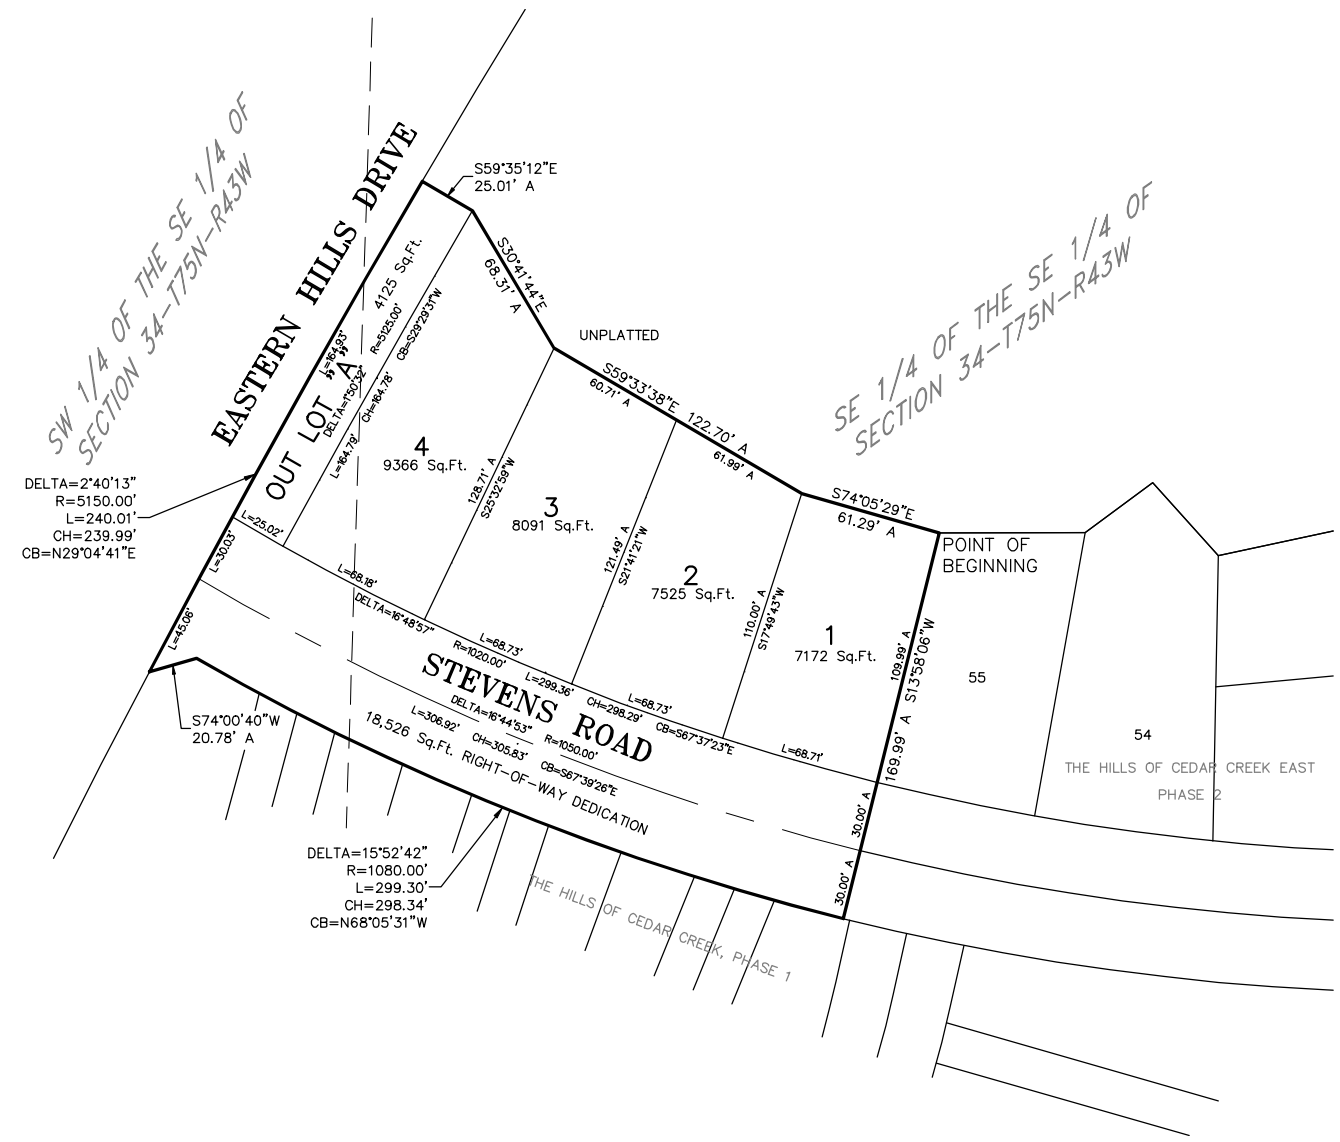 SW 1/4 OF THE SE 1/4 OF
SECTION 34-T75N-R43W
EASTERN HILLS DRIVE
S59°35'12"E
25.01' A
S30°41'44"E
68.31' A
UNPLATTED
S59°33'38"E 122.70' A
60.71' A
61.99' A
SE 1/4 OF THE SE 1/4 OF
SECTION 34-T75N-R43W
S74°05'29"E
61.29' A
POINT OF
BEGINNING
OUT LOT "A"
4125 Sq.Ft.
L=164.93'
DELTA=1°50'32"
R=5125.00'
L=164.79'
CH=164.78'
CB=S29°29'31"W
DELTA=2°40'13"
R=5150.00'
L=240.01'
CH=239.99'
CB=N29°04'41"E
4
9366 Sq.Ft.
128.71' A
S25°32'59"W
3
8091 Sq.Ft.
121.49' A
S21°41'21"W
2
7525 Sq.Ft.
110.00' A
S17°49'43"W
1
7172 Sq.Ft.
109.99' A
169.99' A S13°58'06"W
55
54
THE HILLS OF CEDAR CREEK EAST
PHASE 2
L=25.02'
L=30.03'
L=45.06'
L=68.18'
L=68.73'
L=68.73'
L=68.71'
DELTA=16°48'57"
R=1020.00'
L=299.36'
CH=298.29'
CB=S67°37'23"E
STEVENS ROAD
DELTA=16°44'53"
R=1050.00'
L=306.92'
CH=305.83'
CB=S67°39'26"E
18,526 Sq.Ft. RIGHT-OF-WAY DEDICATION
30.00' A
30.00' A
S74°00'40"W
20.78' A
DELTA=15°52'42"
R=1080.00'
L=299.30'
CH=298.34'
CB=N68°05'31"W
THE HILLS OF CEDAR CREEK, PHASE 1